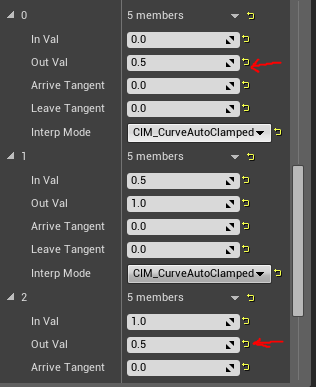 0 5 members
In Val 0.0
Out Val 0.5
Arrive Tangent 0.0
Leave Tangent 0.0
Interp Mode CIM_CurveAutoClamped
1 5 members
In Val 0.5
Out Val 1.0
Arrive Tangent 0.0
Leave Tangent 0.0
Interp Mode CIM_CurveAutoClamped
2 5 members
In Val 1.0
Out Val 0.5
Arrive Tangent 0.0